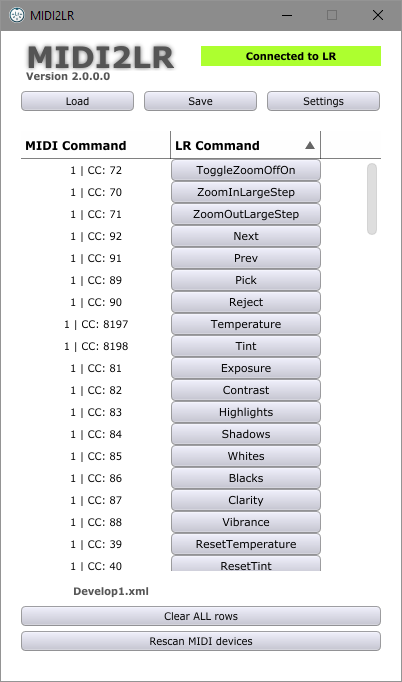 MIDI2LR
MIDI2LR
Connected to LR
Version 2.0.0.0
Load Save Settings
MIDI Command LR Command
1 | CC: 72 ToggleZoomOffOn
1 | CC: 70 ZoomInLargeStep
1 | CC: 71 ZoomOutLargeStep
1 | CC: 92 Next
1 | CC: 91 Prev
1 | CC: 89 Pick
1 | CC: 90 Reject
1 | CC: 8197 Temperature
1 | CC: 8198 Tint
1 | CC: 81 Exposure
1 | CC: 82 Contrast
1 | CC: 83 Highlights
1 | CC: 84 Shadows
1 | CC: 85 Whites
1 | CC: 86 Blacks
1 | CC: 87 Clarity
1 | CC: 88 Vibrance
1 | CC: 39 ResetTemperature
1 | CC: 40 ResetTint
Develop1.xml
Clear ALL rows
Rescan MIDI devices